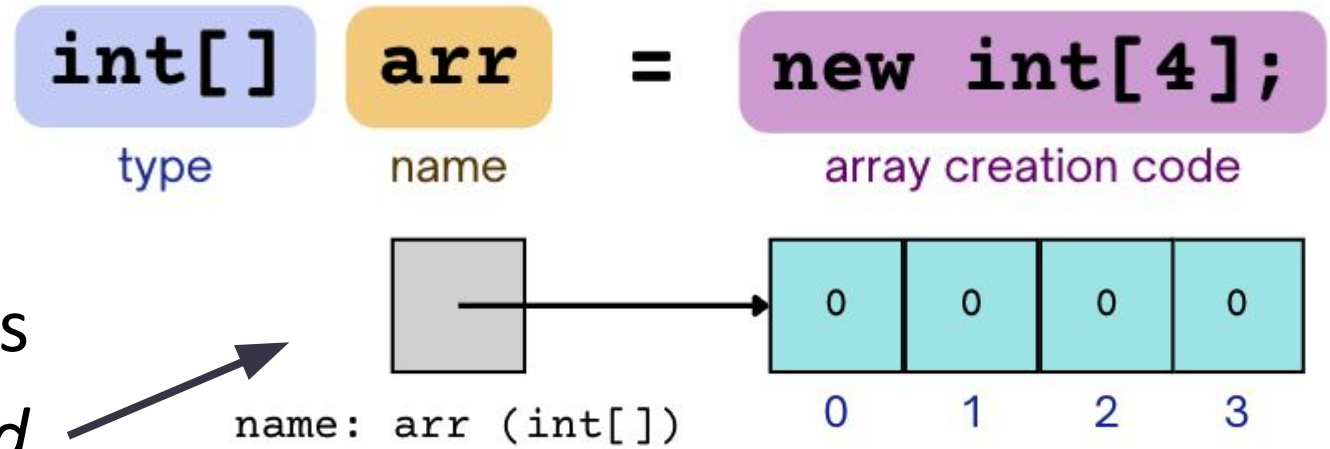 int[] arr = new int[4];
type name array creation code
0 0 0 0
s
d
name: arr (int[]) 0 1 2 3